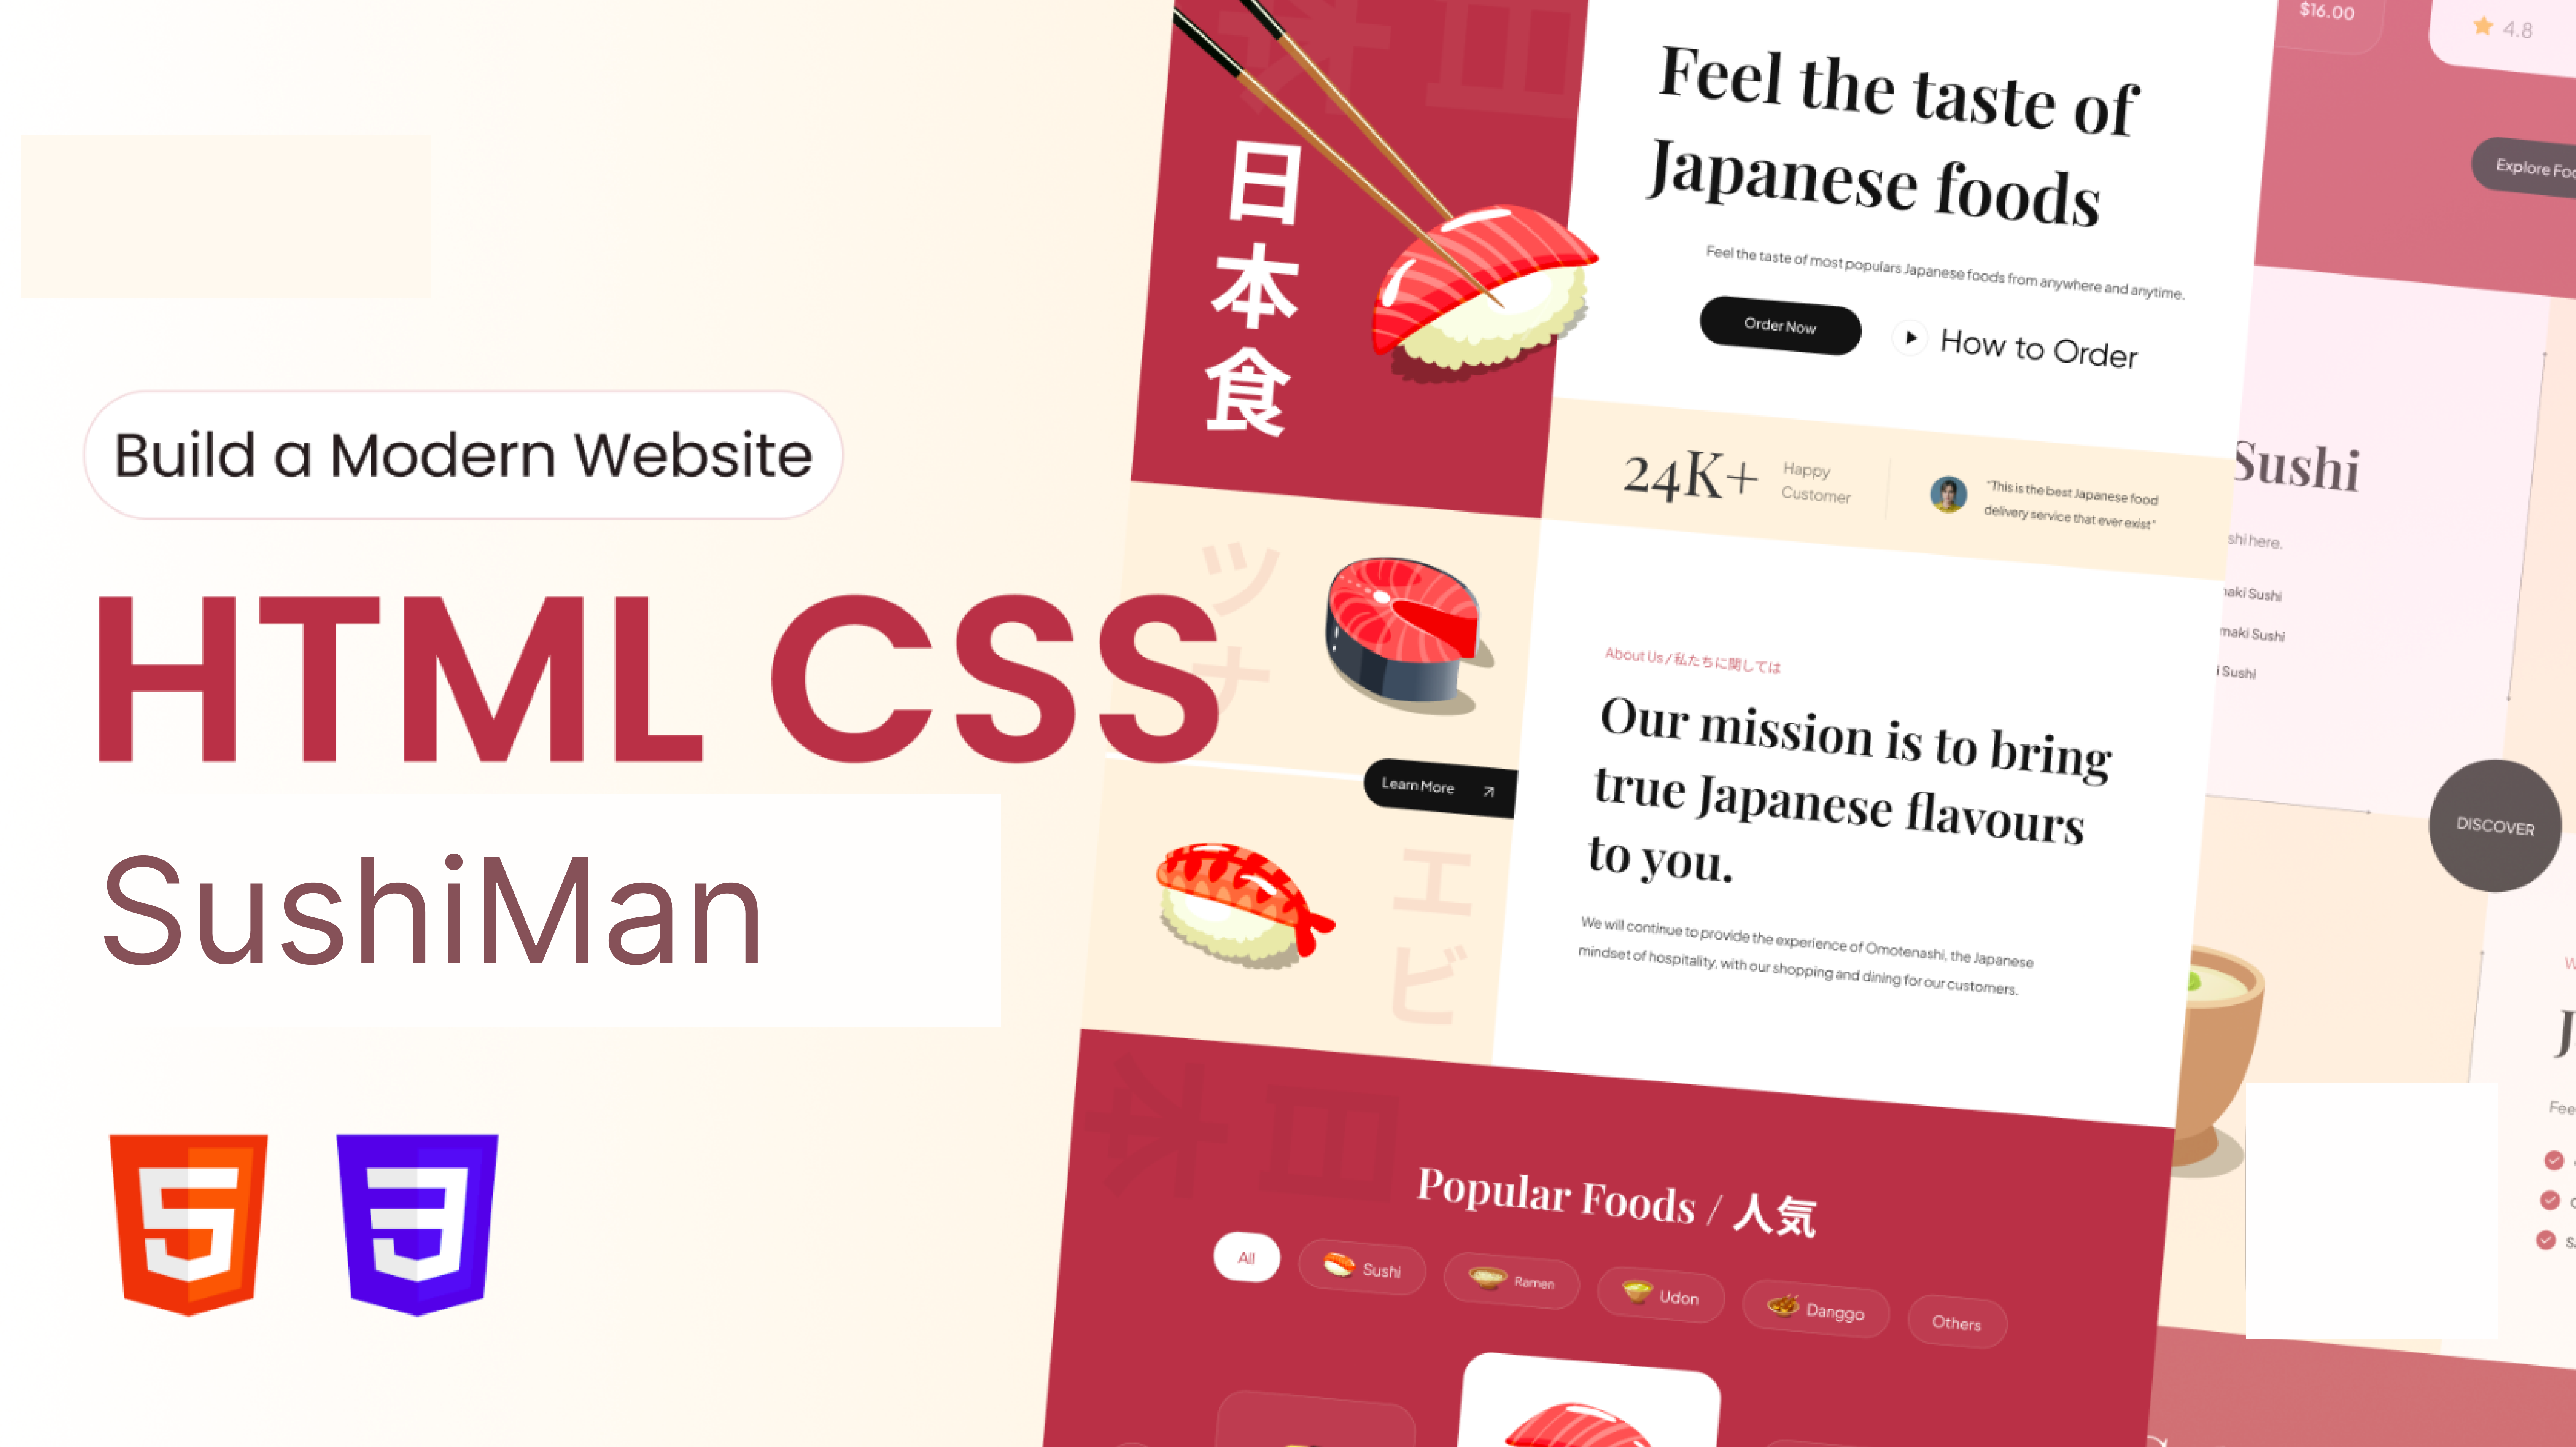 Build a Modern Website
HTML CSS
SushiMan
日
本
食
Feel the taste of
Japanese foods
Feel the taste of most populars Japanese foods from anywhere and anytime.
Order Now
How to Order
24K+
Happy
Customer
"This is the best Japanese food
delivery service that ever exist"
ツ
ナ
Learn More
エ
ビ
About Us / 私たちに関しては
Our mission is to bring
true Japanese flavours
to you.
We will continue to provide the experience of Omotenashi, the Japanese
mindset of hospitality, with our shopping and dining for our customers.
日
本
Popular Foods / 人気
All
Sushi
Ramen
Udon
Danggo
Others
$16.00
4.8
Explore
Sushi
here.
Sushi
Sushi
Sushi
DISCOVER